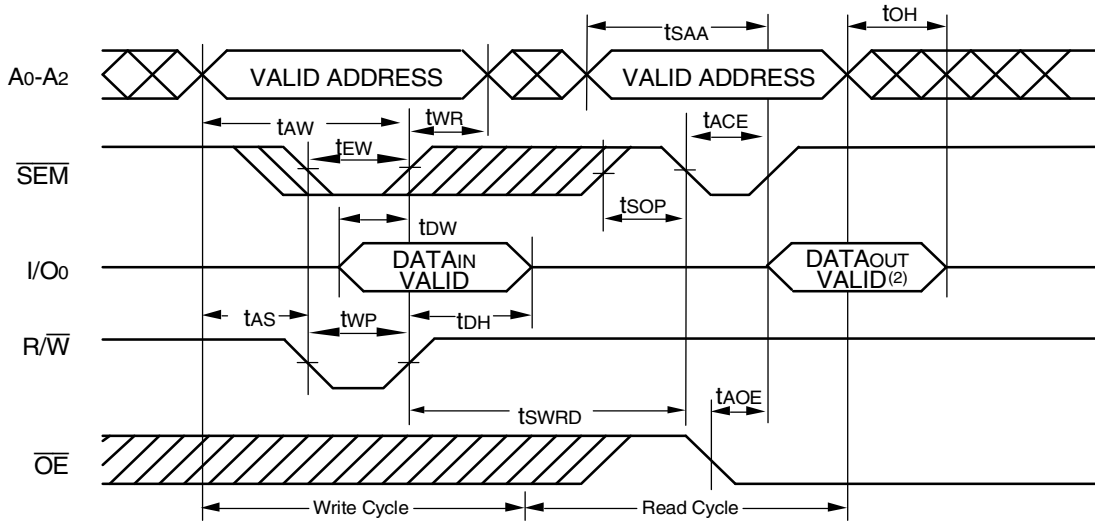 tSAA
tOH
A0-A2
VALID ADDRESS
VALID ADDRESS
tAW
tWR
tACE
tEW
SEM
tSOP
tDW
I/O0
DATAIN
VALID
DATAOUT
VALID(2)
tAS
tWP
tDH
R/W
tSWRD
tAOE
OE
Write Cycle
Read Cycle